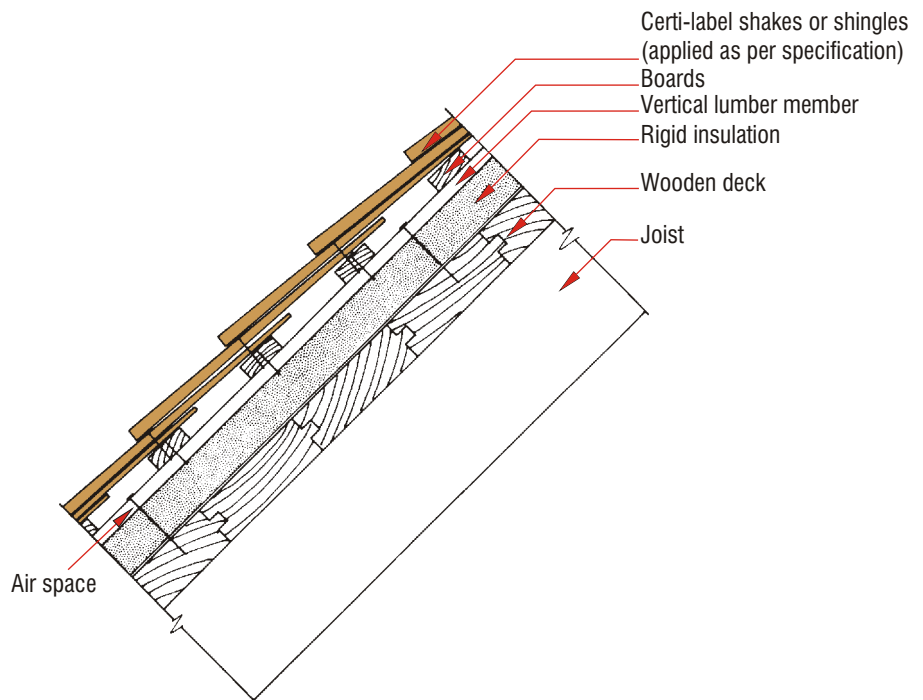 Certi-label shakes or shingles
(applied as per specification)
Boards
Vertical lumber member
Rigid insulation
Wooden deck
Joist
Air space